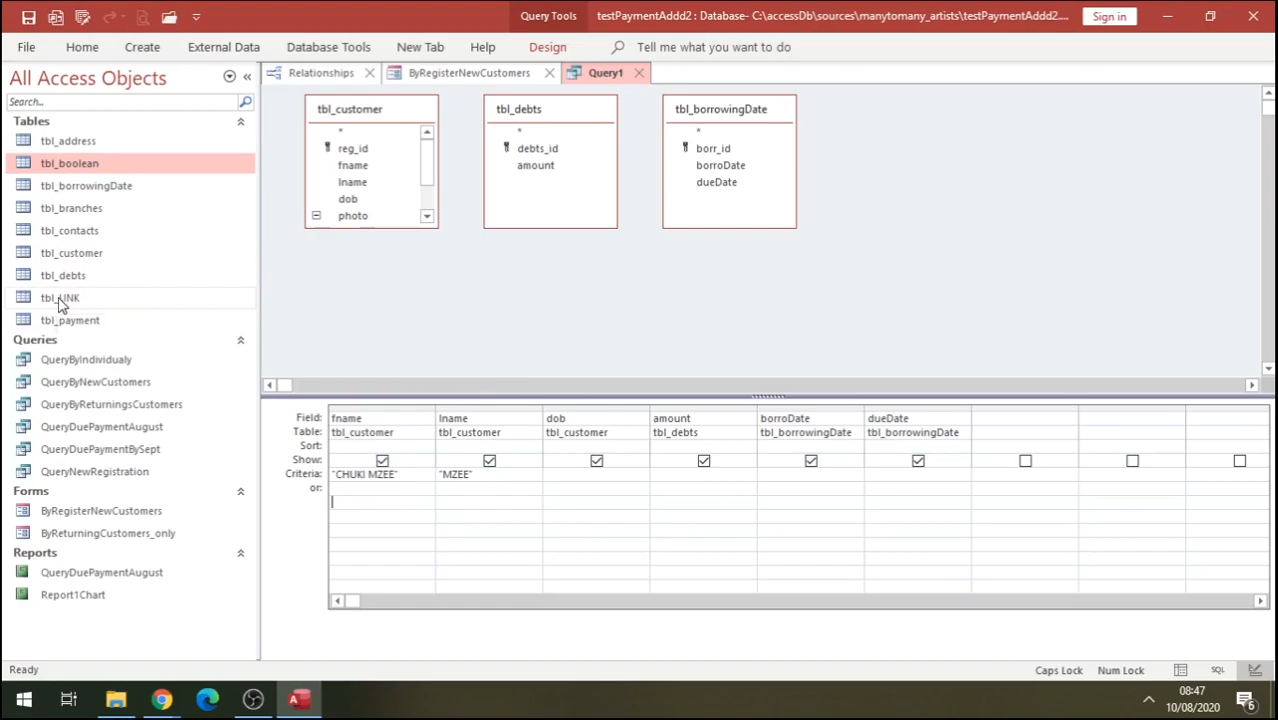 testPaymentAddd2 : Database- C:\accessDb\sources\manytomany_artists\testPaymentAddd2....
Query Tools
Sign in
File Home Create External Data Database Tools New Tab Help Design Tell me what you want to do
All Access Objects
Search...
Tables
tbl_address
tbl_boolean
tbl_borrowingDate
tbl_branches
tbl_contacts
tbl_customer
tbl_debts
tbl_LINK
tbl_payment
Queries
QueryByIndividualy
QueryByNewCustomers
QueryByReturningsCustomers
QueryDuePaymentAugust
QueryDuePaymentBySept
QueryNewRegistration
Forms
ByRegisterNewCustomers
ByReturningCustomers_only
Reports
QueryDuePaymentAugust
Report1Chart
Relationships ByRegisterNewCustomers Query1
tbl_customer
*
reg_id
fname
lname
dob
photo
tbl_debts
*
debts_id
amount
tbl_borrowingDate
*
borr_id
borroDate
dueDate
Field: fname lname dob amount borroDate dueDate
Table: tbl_customer tbl_customer tbl_customer tbl_debts tbl_borrowingDate tbl_borrowingDate
Sort:
Show:
Criteria: "CHUKI MZEE" "MZEE"
or:
Ready Caps Lock Num Lock SQL
08:47
10/08/2020
6